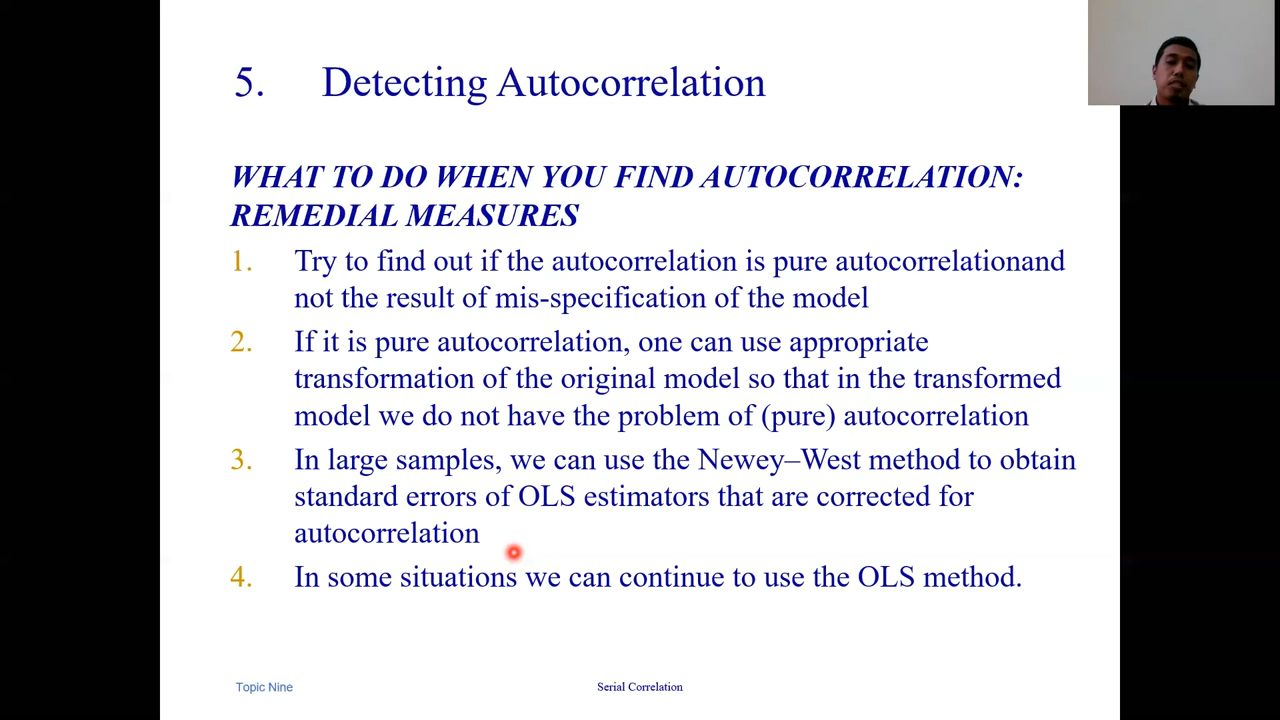 5. Detecting Autocorrelation
WHAT TO DO WHEN YOU FIND AUTOCORRELATION:
REMEDIAL MEASURES
1. Try to find out if the autocorrelation is pure autocorrelationand
not the result of mis-specification of the model
2. If it is pure autocorrelation, one can use appropriate
transformation of the original model so that in the transformed
model we do not have the problem of (pure) autocorrelation
3. In large samples, we can use the Newey–West method to obtain
standard errors of OLS estimators that are corrected for
autocorrelation
4. In some situations we can continue to use the OLS method.
Topic Nine
Serial Correlation